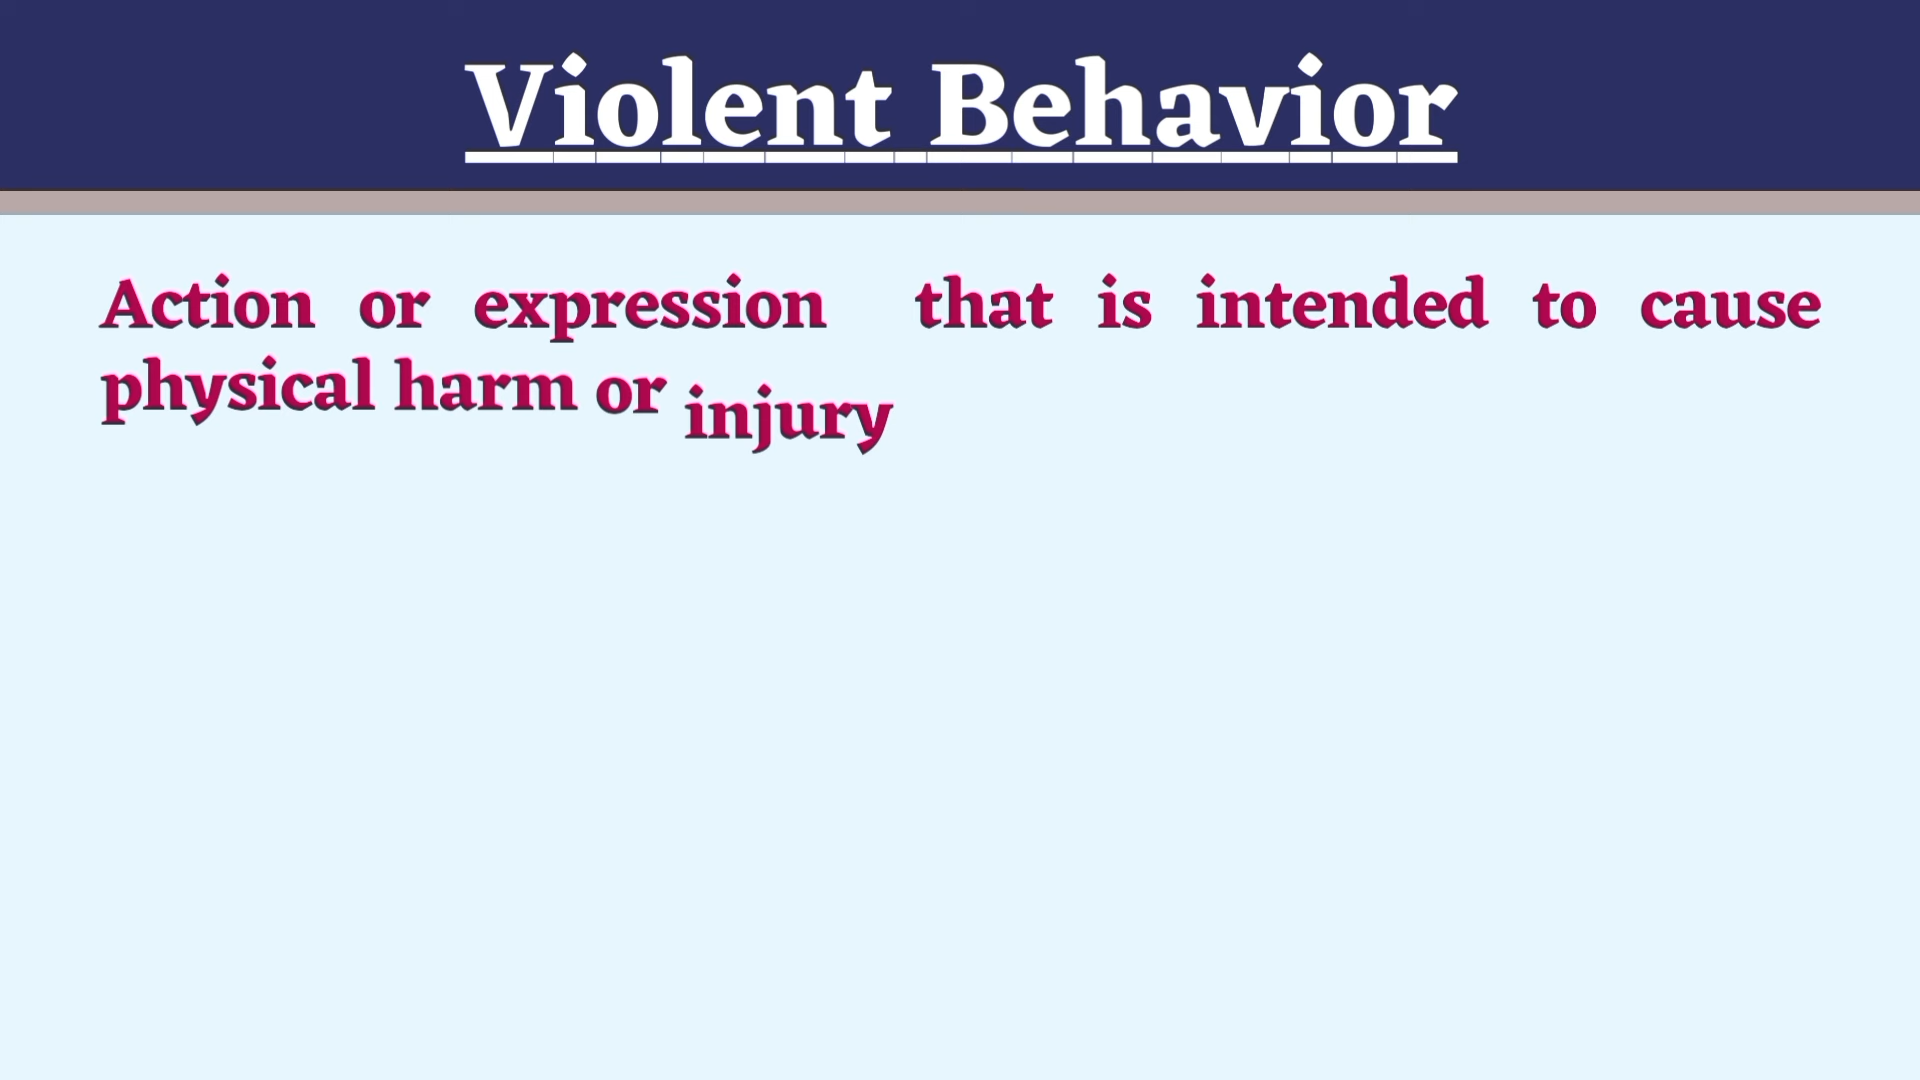 Violent Behavior
Action or expression that is intended to cause
physical harm or injury